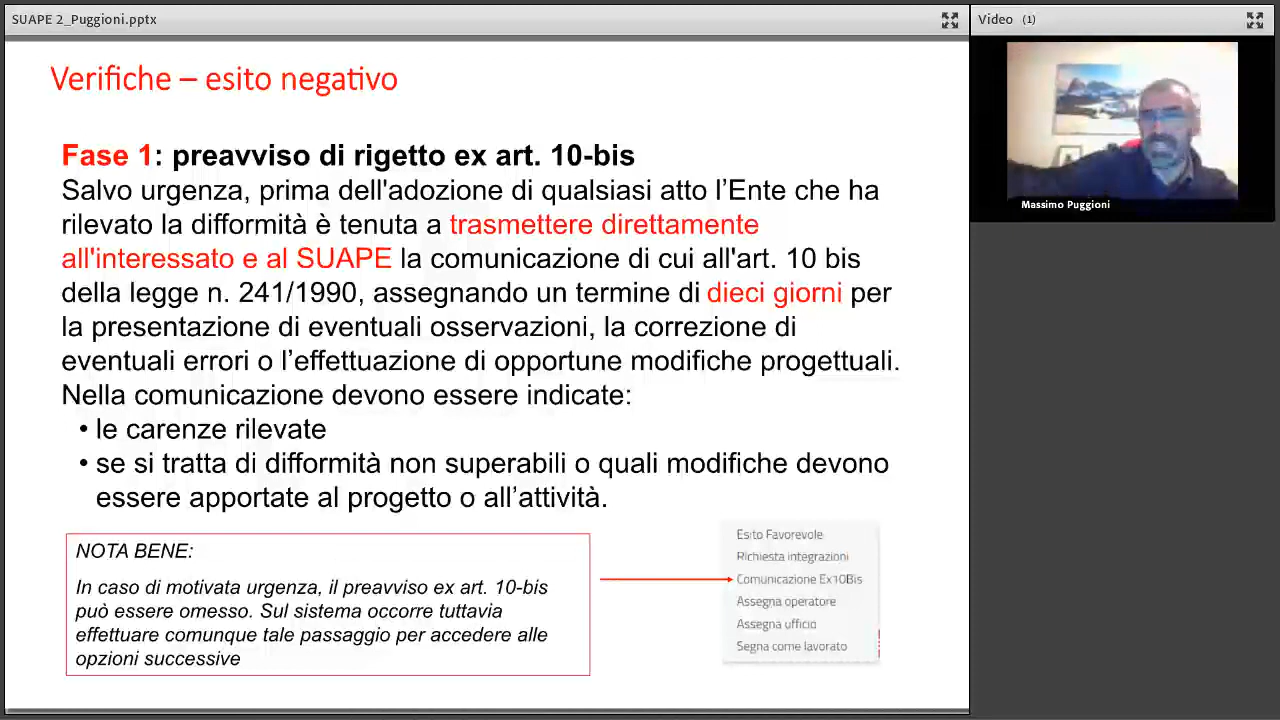 SUAPE 2_Puggioni.pptx
Video (1)
Verifiche – esito negativo
Massimo Puggioni
Fase 1: preavviso di rigetto ex art. 10-bis
Salvo urgenza, prima dell'adozione di qualsiasi atto l’Ente che ha
rilevato la difformità è tenuta a trasmettere direttamente
all'interessato e al SUAPE la comunicazione di cui all'art. 10 bis
della legge n. 241/1990, assegnando un termine di dieci giorni per
la presentazione di eventuali osservazioni, la correzione di
eventuali errori o l’effettuazione di opportune modifiche progettuali.
Nella comunicazione devono essere indicate:
• le carenze rilevate
• se si tratta di difformità non superabili o quali modifiche devono
essere apportate al progetto o all’attività.
NOTA BENE:
In caso di motivata urgenza, il preavviso ex art. 10-bis
può essere omesso. Sul sistema occorre tuttavia
effettuare comunque tale passaggio per accedere alle
opzioni successive
Esito Favorevole
Richiesta integrazioni
Comunicazione Ex10Bis
Assegna operatore
Assegna ufficio
Segna come lavorato